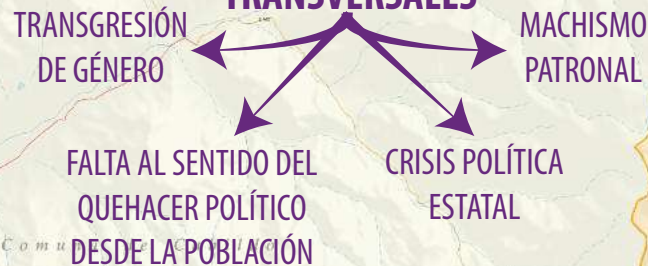 TRANSVERSALES
TRANSGRESIÓN
DE GÉNERO
MACHISMO
PATRONAL
FALTA AL SENTIDO DEL
QUEHACER POLÍTICO
DESDE LA POBLACIÓN
CRISIS POLÍTICA
ESTATAL